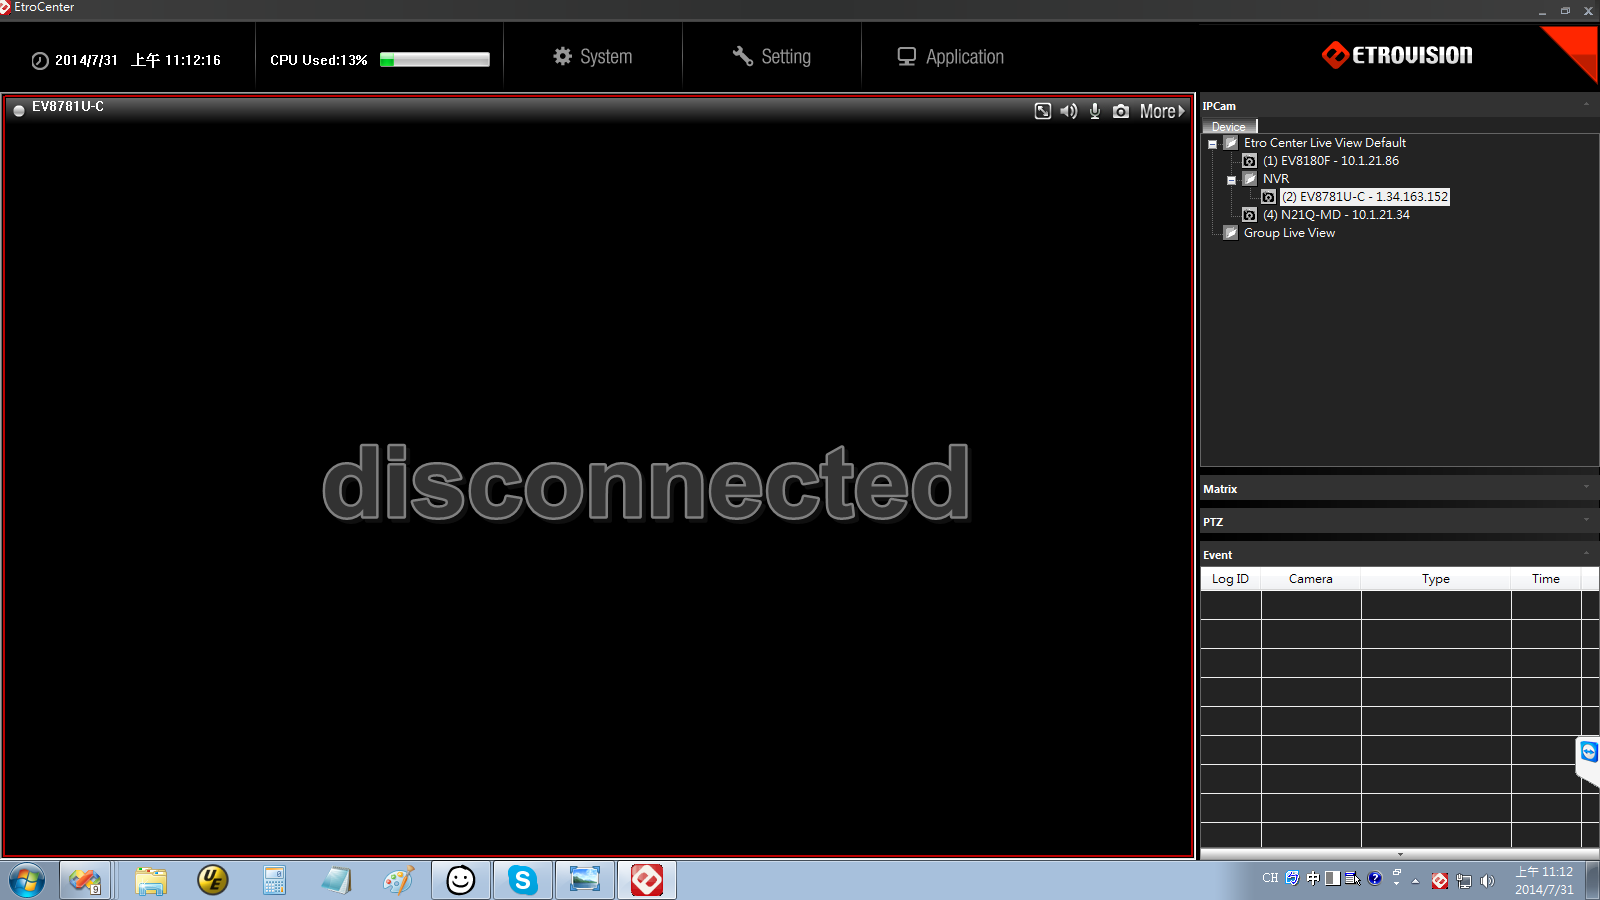 EtroCenter
2014/7/31 上午 11:12:16
CPU Used:13%
System
Setting
Application
ETROVISION
EV8781U-C
More
disconnected
IPCam
Device
Etro Center Live View Default
(1) EV8180F - 10.1.21.86
NVR
(2) EV8781U-C - 1.34.163.152
(4) N21Q-MD - 10.1.21.34
Group Live View
Matrix
PTZ
Event
Log ID Camera Type Time
9
UE
S
CH 中 ?
上午 11:12
2014/7/31